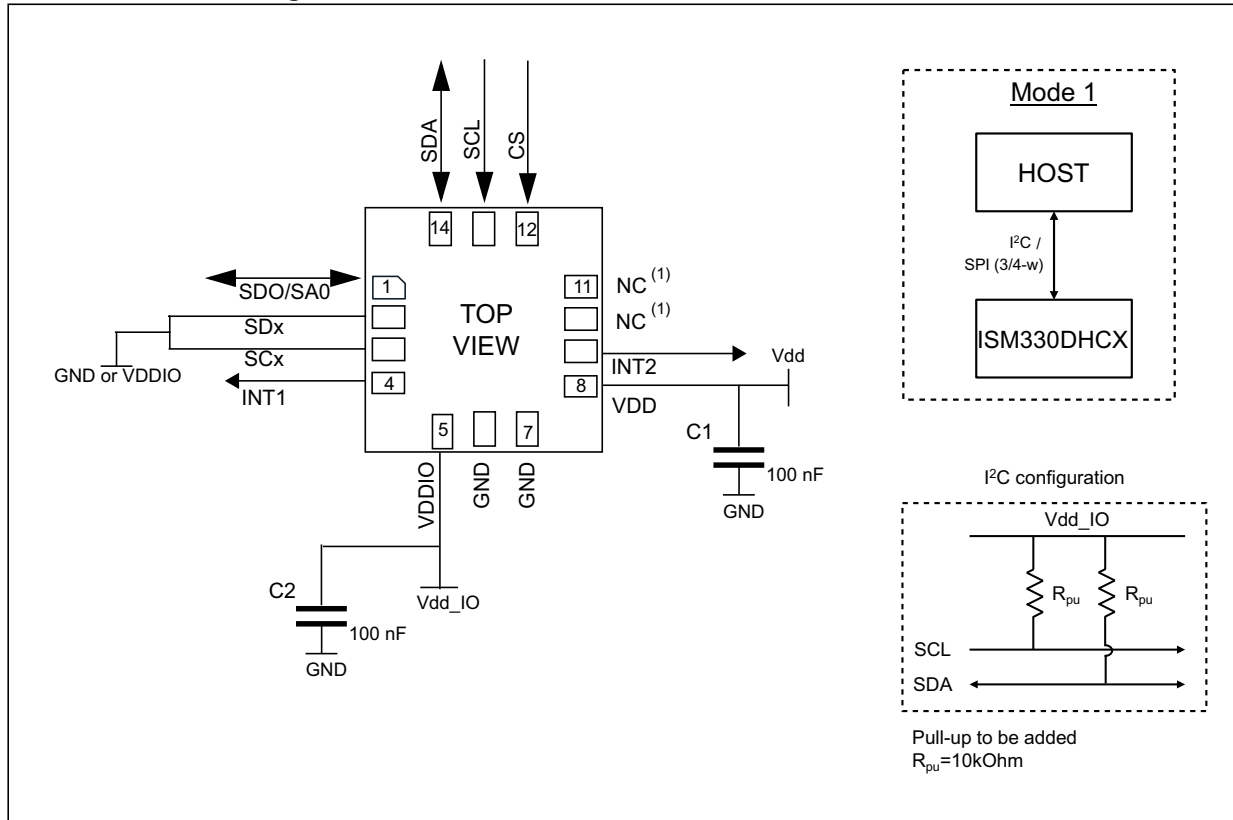 SDA
SCL
CS
14
12
SDO/SA0
1
SDx
SCx
GND or VDDIO
INT1
4
TOP
VIEW
11
NC (1)
NC (1)
INT2
Vdd
8
VDD
5
7
VDDIO
GND
GND
C1
100 nF
GND
C2
100 nF
GND
Vdd_IO
Mode 1
HOST
I²C /
SPI (3/4-w)
ISM330DHCX
I²C configuration
Vdd_IO
Rpu
Rpu
SCL
SDA
Pull-up to be added
Rpu=10kOhm